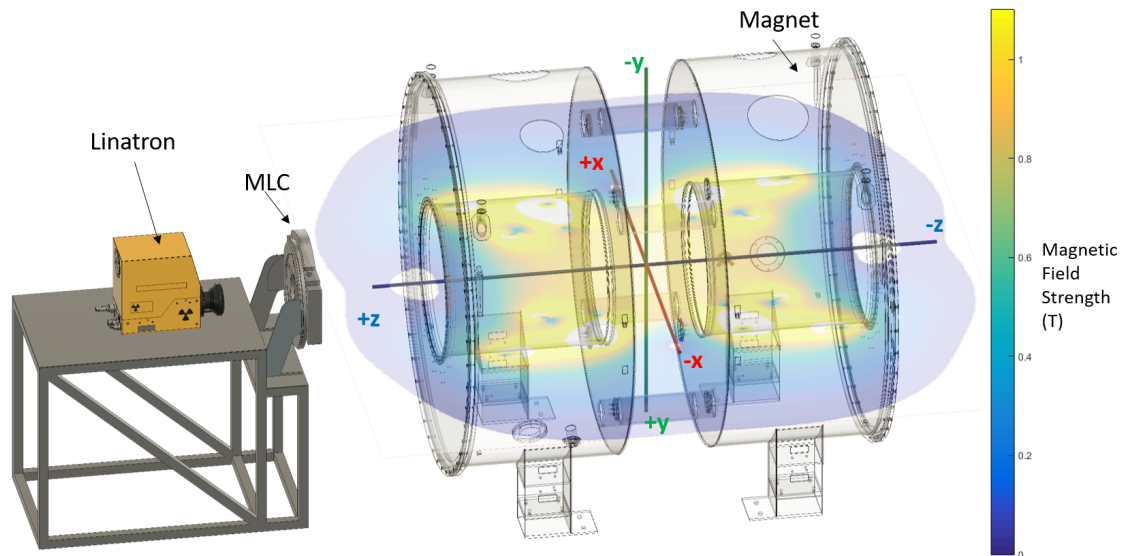 Magnet
-y
Linatron
MLC
+x
-z
+z
-x
+y
1
0.8
0.6
0.4
0.2
0
Magnetic
Field
Strength
(T)